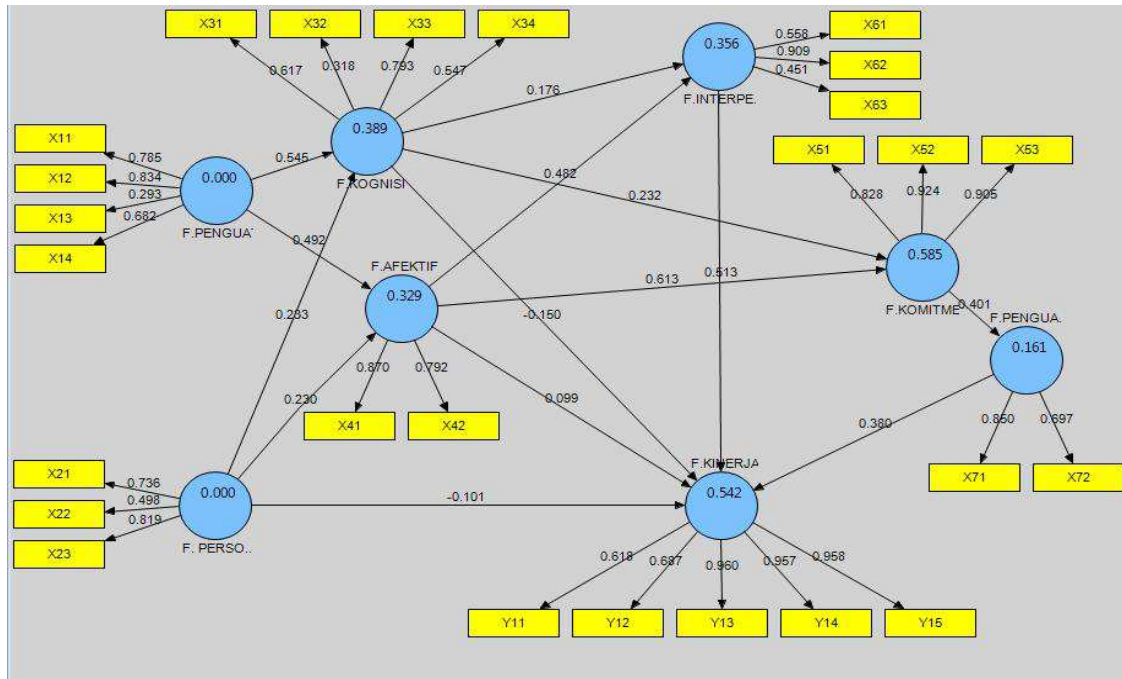 X31
X32
X33
X34
0.617
0.318
0.793
0.547
0.389
F.KOGNISI
0.356
F.INTERPE.
X61
X62
X63
0.558
0.909
0.451
0.176
X11
X12
X13
X14
0.785
0.834
0.293
0.682
0.000
F.PENGUAT
0.545
0.492
0.482
0.232
X51
X52
X53
0.828
0.924
0.905
0.585
F.KOMITME
F.AFEKTIF
0.329
0.613
0.513
-0.150
0.233
0.230
0.870
0.792
X41
X42
0.099
0.401
F.PENGUA.
0.161
0.380
0.850
0.697
X71
X72
X21
X22
X23
0.736
0.498
0.819
0.000
F. PERSO..
-0.101
F.KINERJA
0.542
0.618
0.687
0.960
0.957
0.958
Y11
Y12
Y13
Y14
Y15